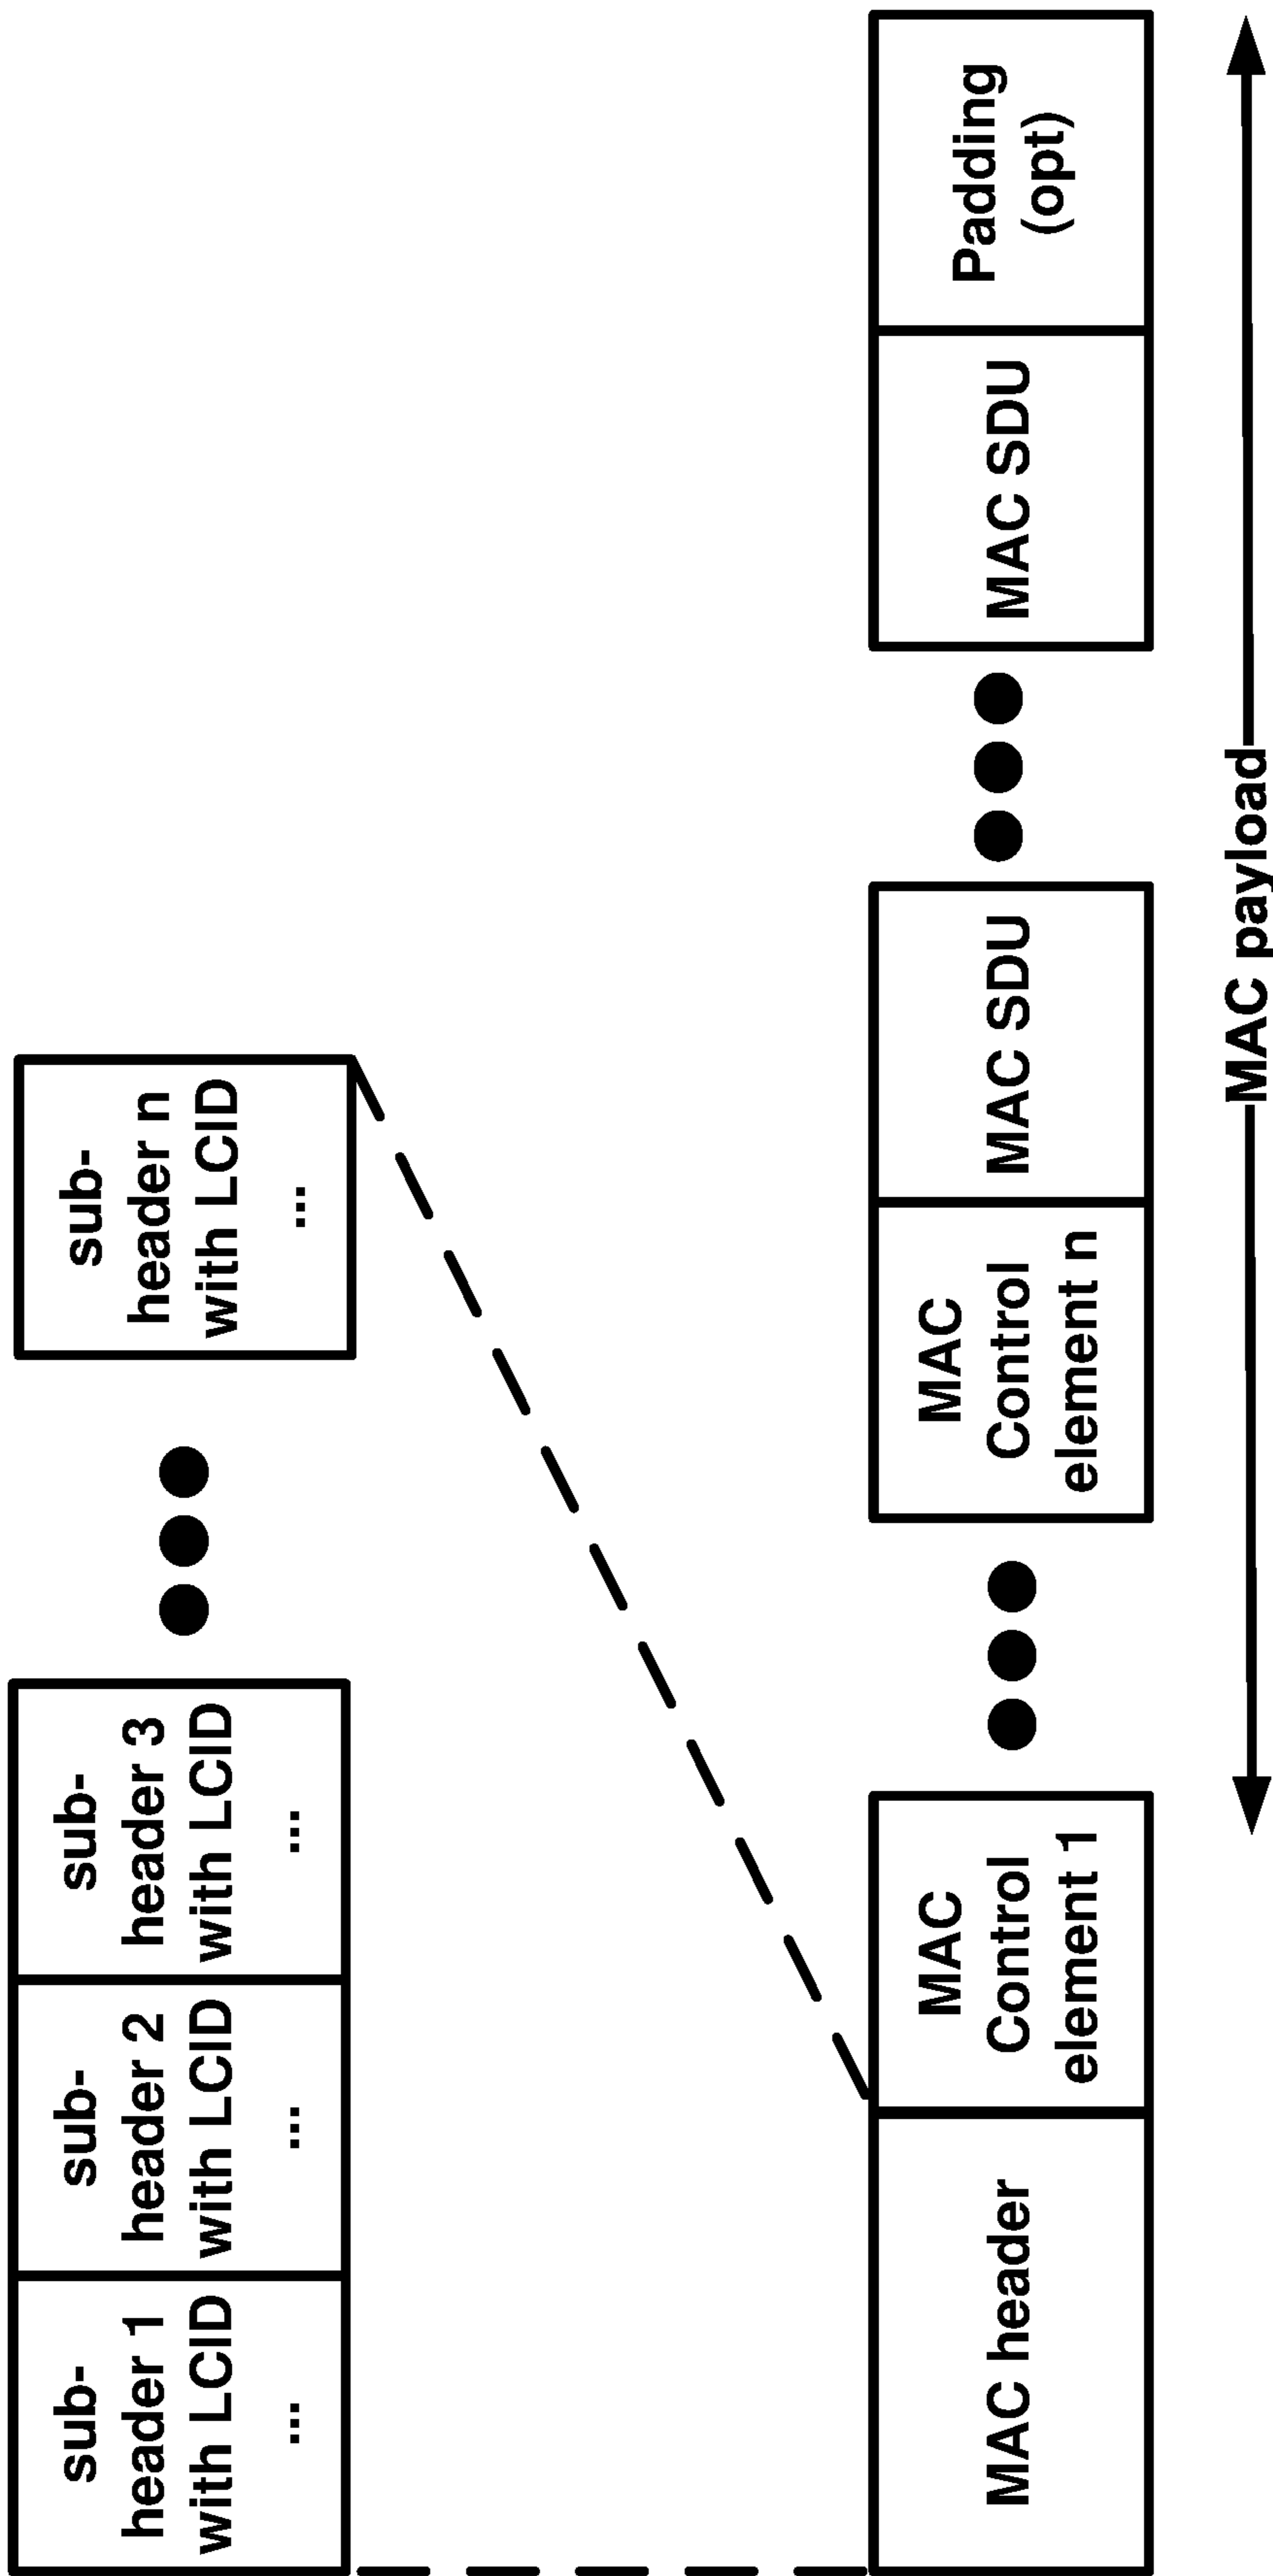 sub-
header 1
with LCID
...
sub-
header 2
with LCID
...
sub-
header 3
with LCID
...
sub-
header n
with LCID
...
MAC header
MAC
Control
element 1
MAC
Control
element n
MAC SDU
MAC SDU
Padding
(opt)
MAC payload